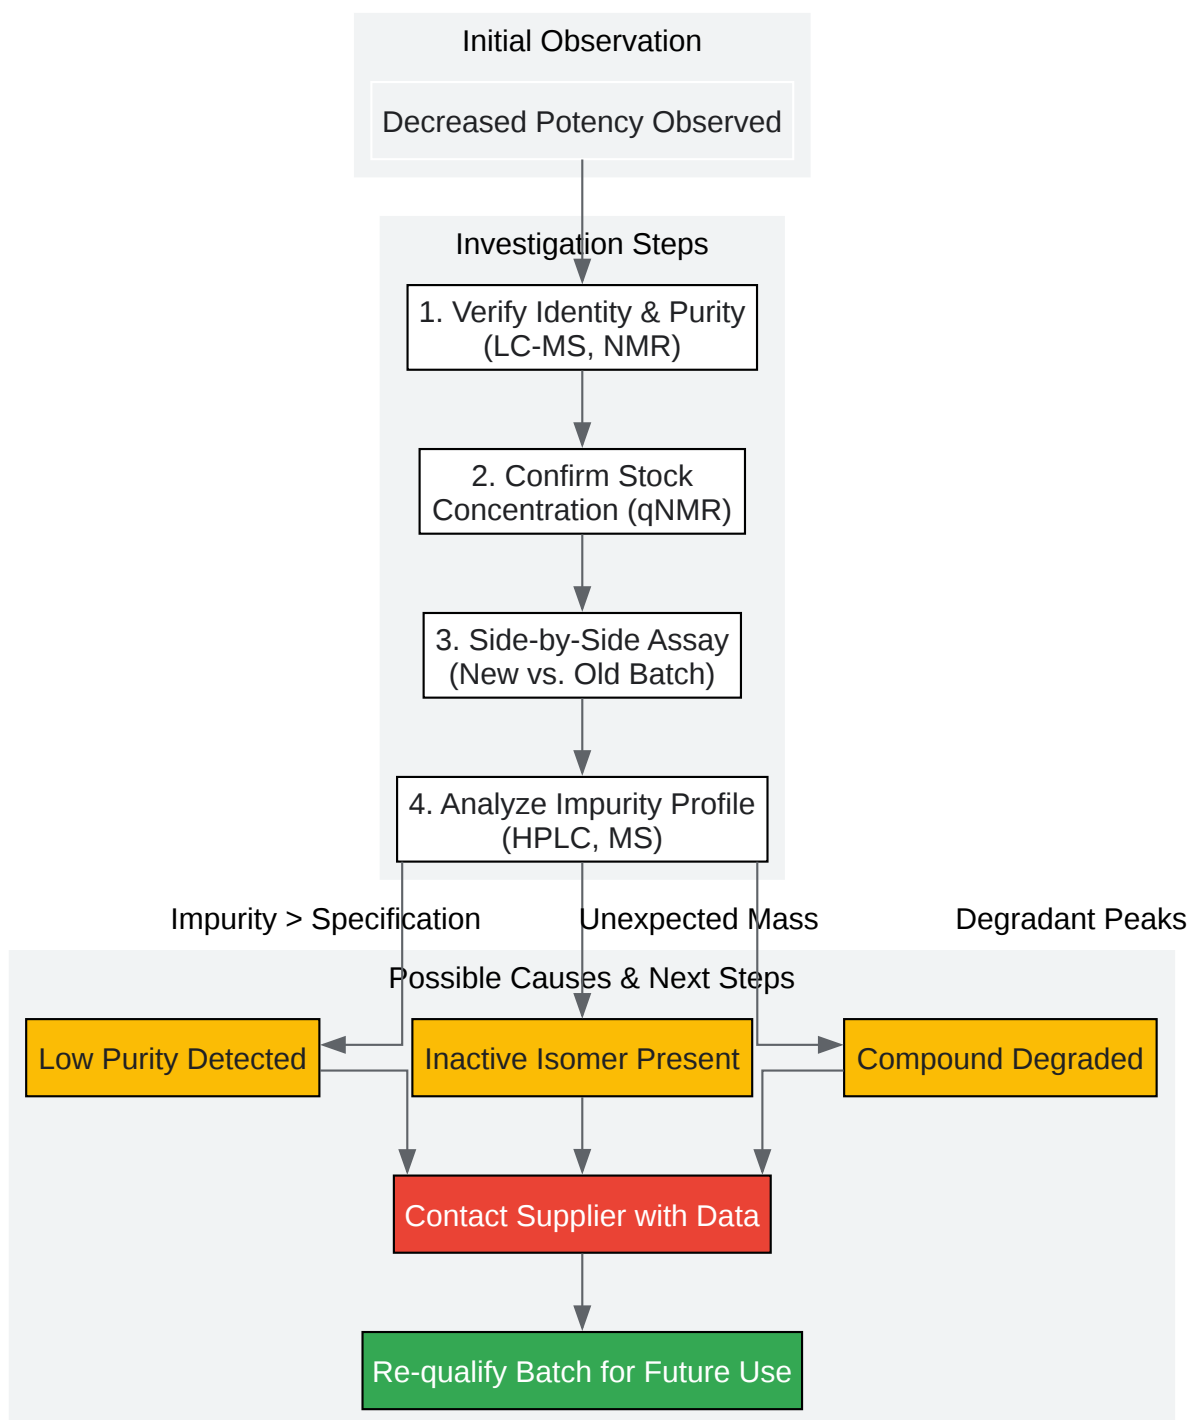 Initial Observation
Decreased Potency Observed
Investigation Steps
1. Verify Identity & Purity
(LC-MS, NMR)
2. Confirm Stock
Concentration (qNMR)
3. Side-by-Side Assay
(New vs. Old Batch)
4. Analyze Impurity Profile
(HPLC, MS)
Impurity > Specification
Unexpected Mass
Degradant Peaks
Possible Causes & Next Steps
Low Purity Detected
Inactive Isomer Present
Compound Degraded
Contact Supplier with Data
Re-qualify Batch for Future Use